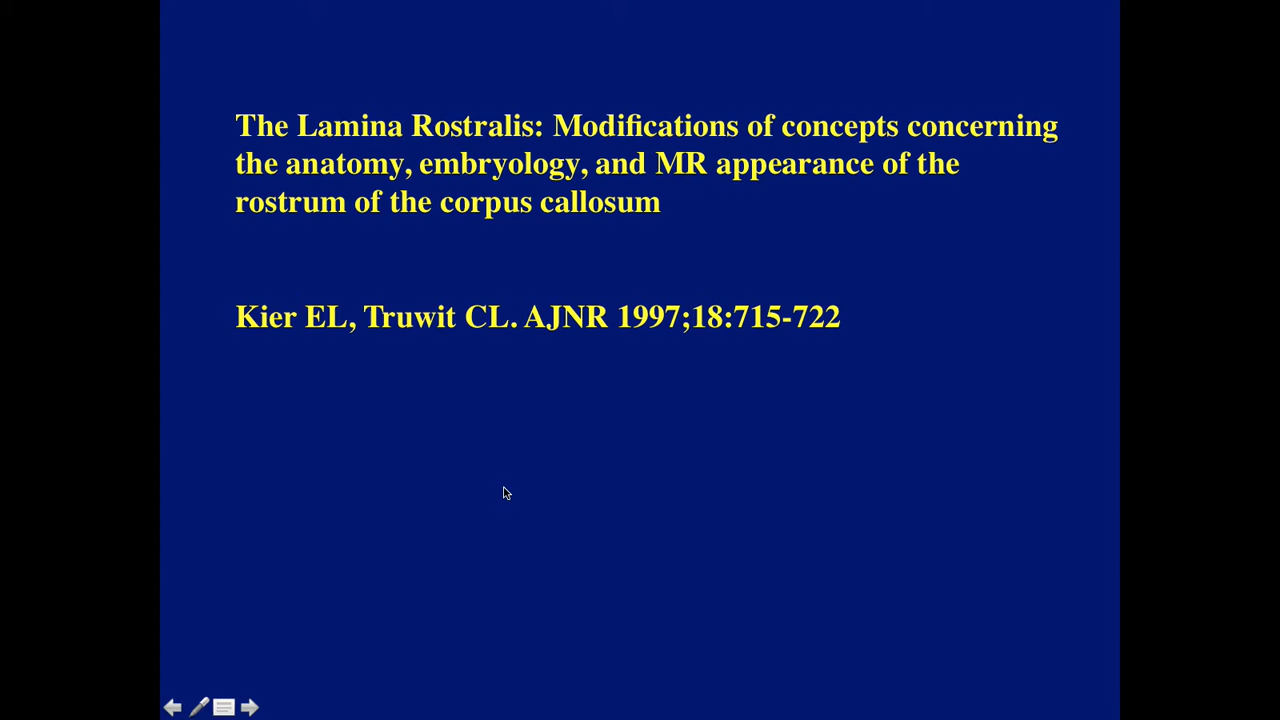 The Lamina Rostralis: Modifications of concepts concerning
the anatomy, embryology, and MR appearance of the
rostrum of the corpus callosum
Kier EL, Truwit CL. AJNR 1997;18:715-722